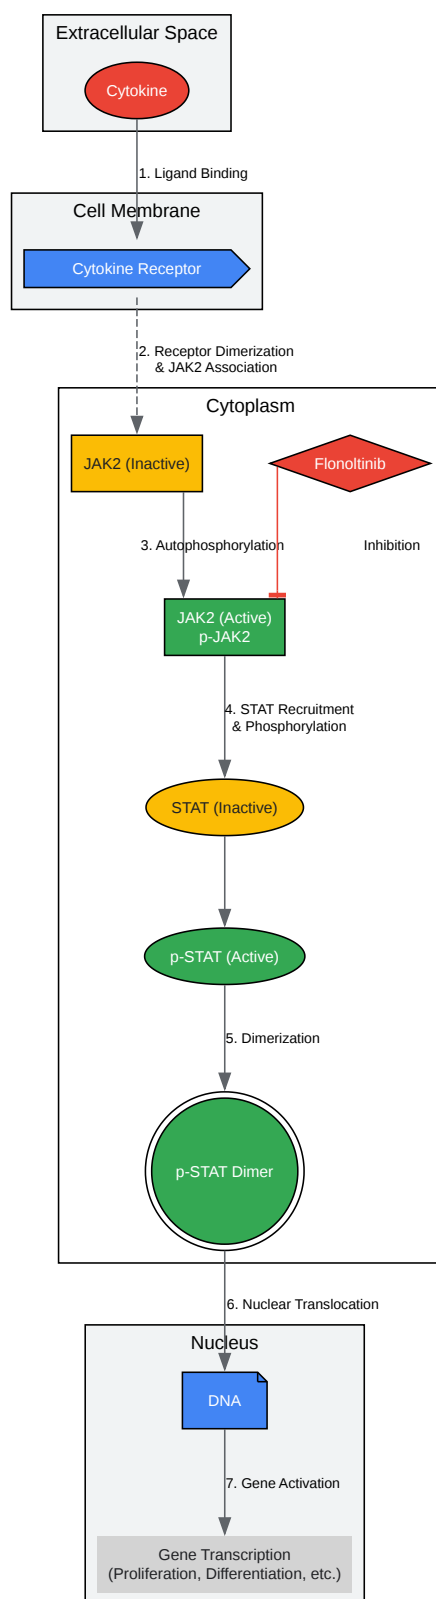 Extracellular Space
Cytokine
1. Ligand Binding
Cell Membrane
Cytokine Receptor
2. Receptor Dimerization
& JAK2 Association
Cytoplasm
JAK2 (Inactive)
Flonoltinib
3. Autophosphorylation
Inhibition
JAK2 (Active)
p-JAK2
4. STAT Recruitment
& Phosphorylation
STAT (Inactive)
p-STAT (Active)
5. Dimerization
p-STAT Dimer
6. Nuclear Translocation
Nucleus
DNA
7. Gene Activation
Gene Transcription
(Proliferation, Differentiation, etc.)